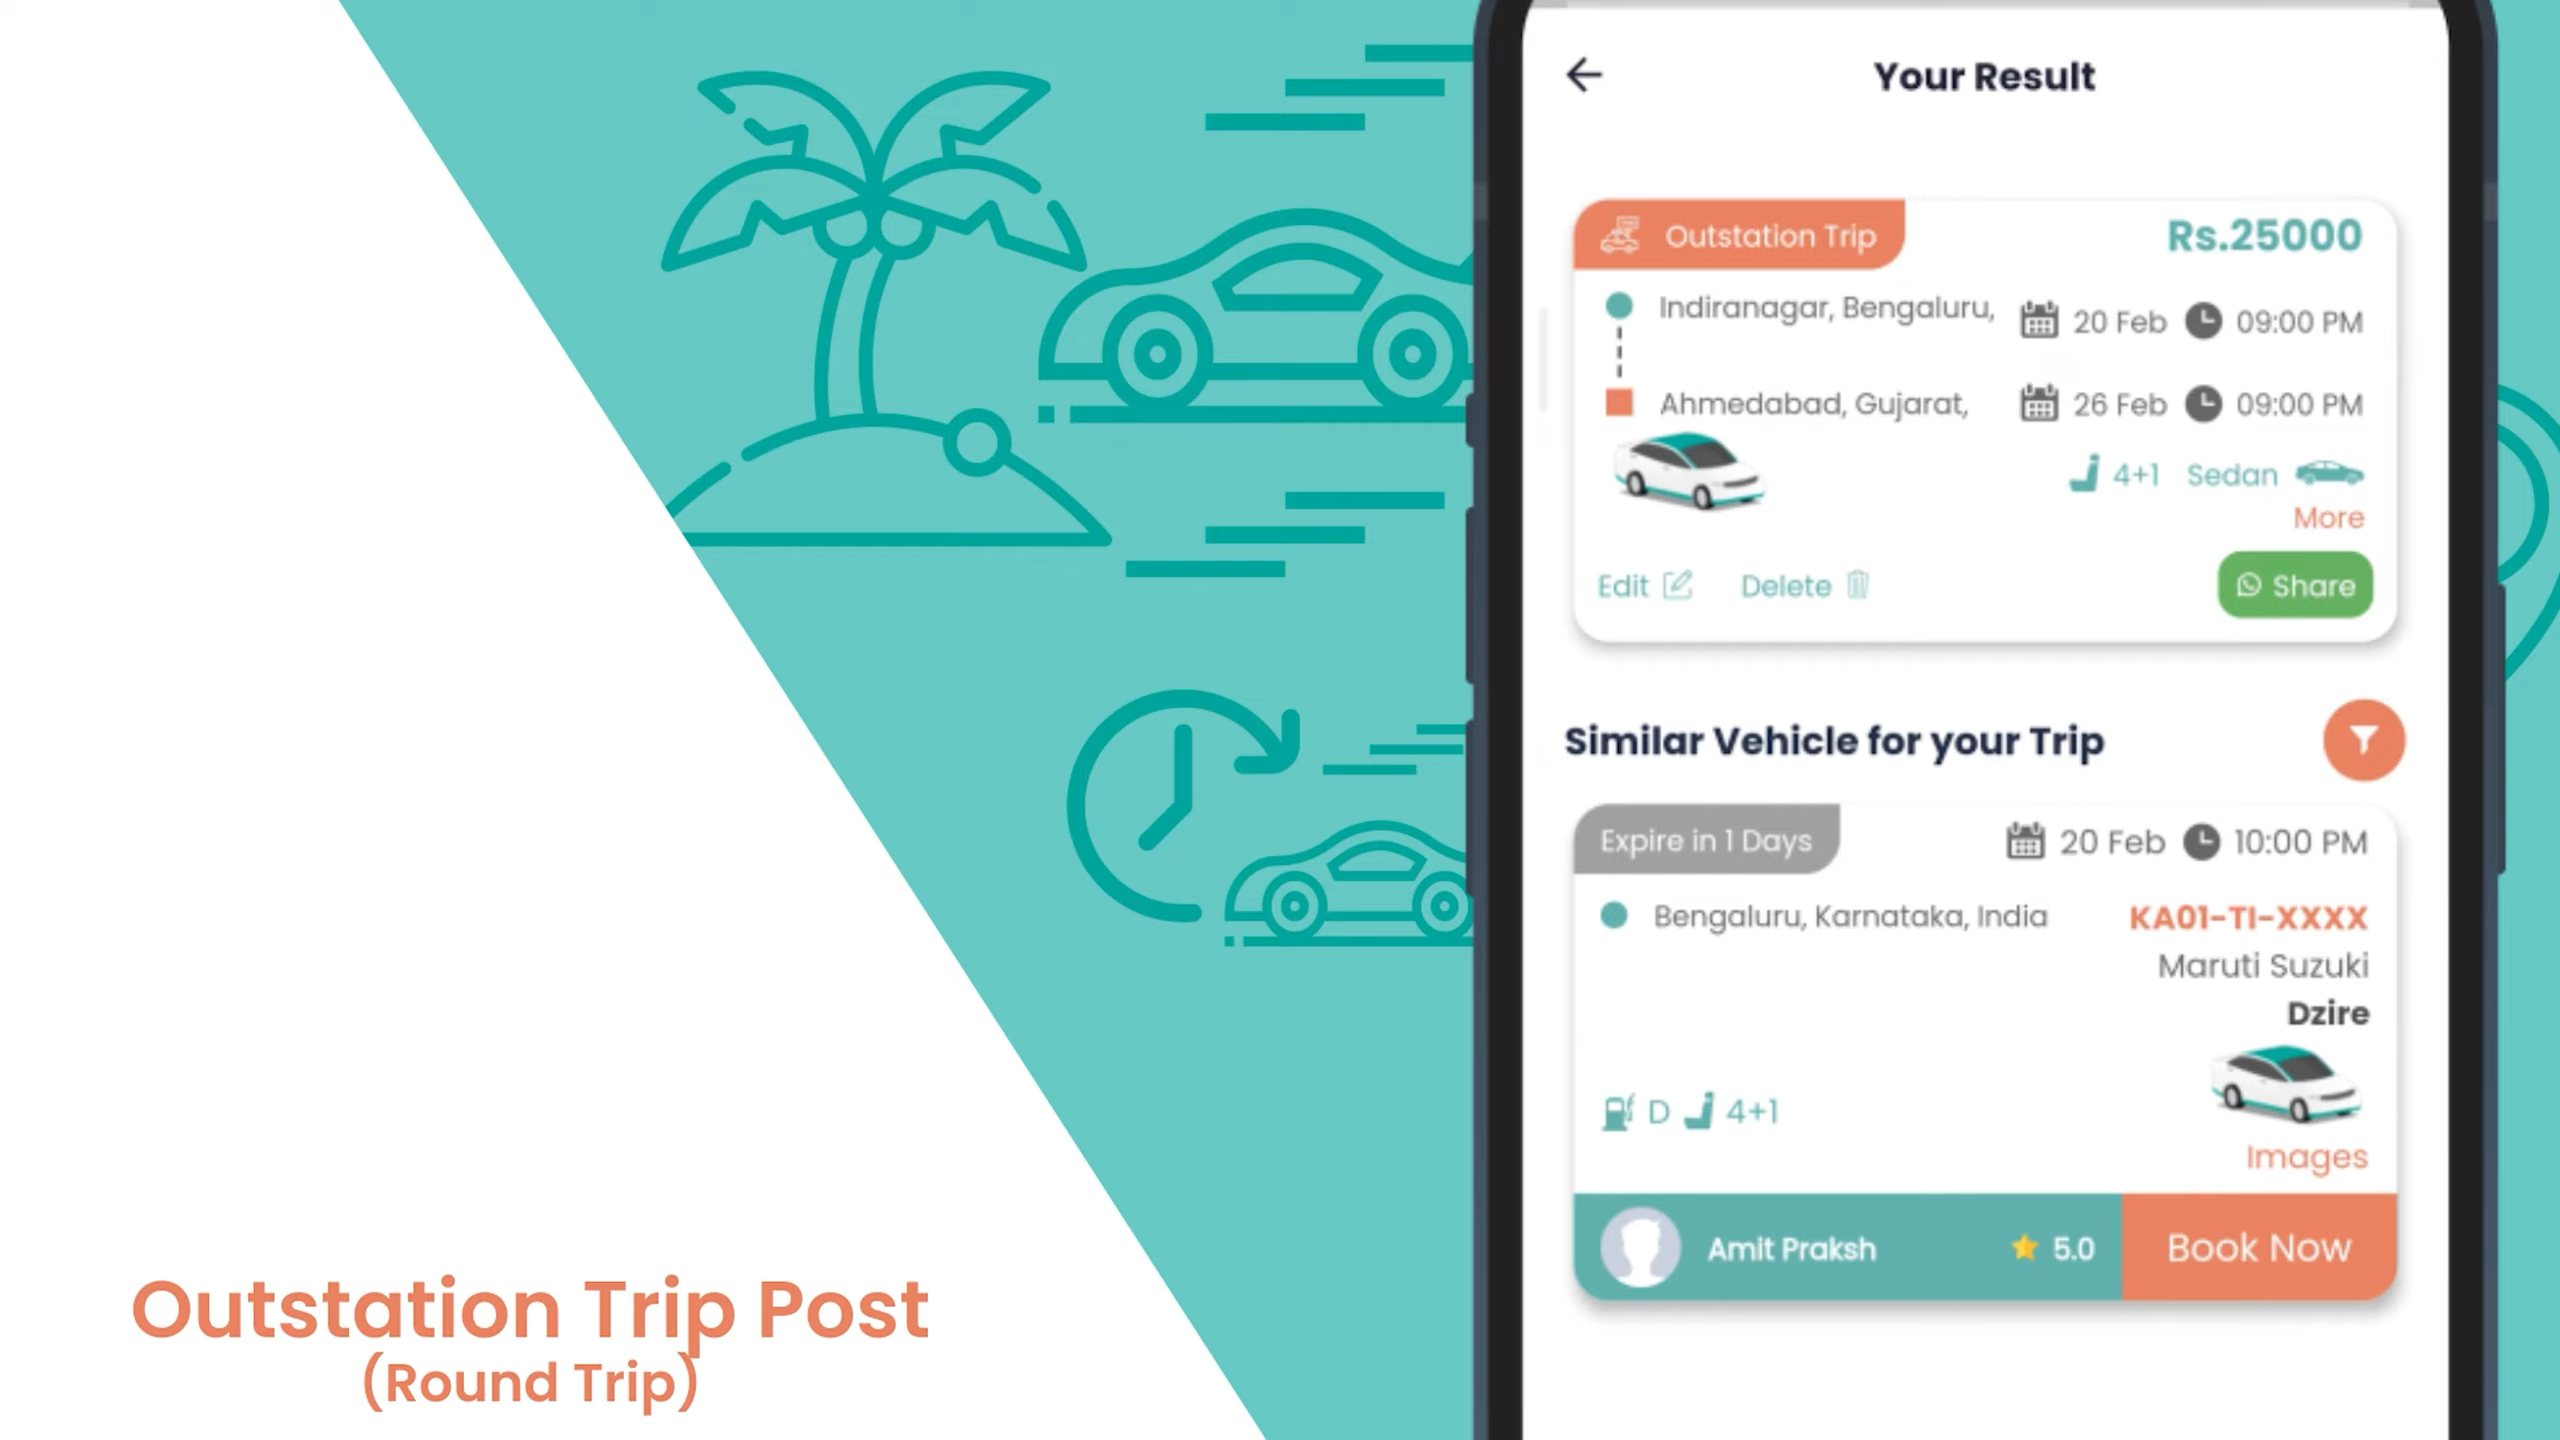 Your Result
Outstation Trip Rs.25000
Indiranagar, Bengaluru, 20 Feb 09:00 PM
Ahmedabad, Gujarat, 26 Feb 09:00 PM
4+1 Sedan
More
Edit Delete Share
Similar Vehicle for your Trip
Expire in 1 Days 20 Feb 10:00 PM
Bengaluru, Karnataka, India KA01-TI-XXXX
Maruti Suzuki
Dzire
D 4+1
Images
Amit Praksh 5.0 Book Now
Outstation Trip Post
(Round Trip)